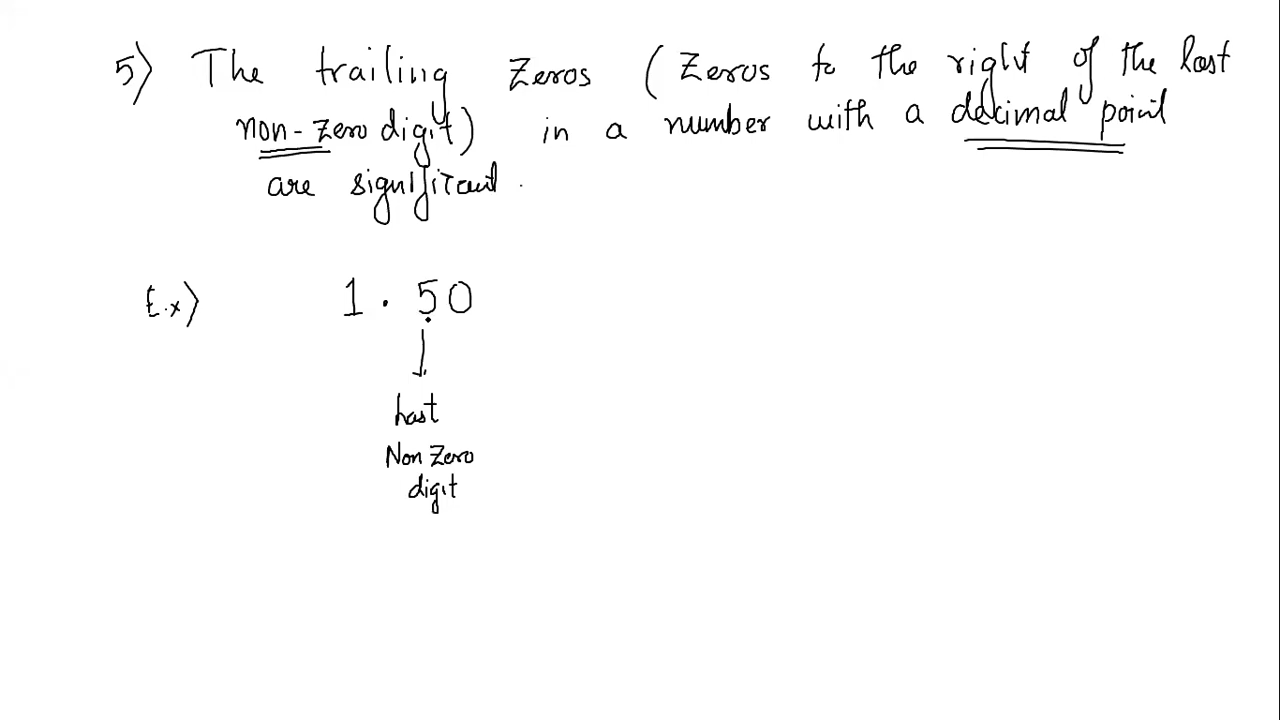 5) The trailing Zeros (Zeros to the right of the last
non-zero digit) in a number with a decimal point
are significant.
E.x) 1.50
Last
Non Zero
digit